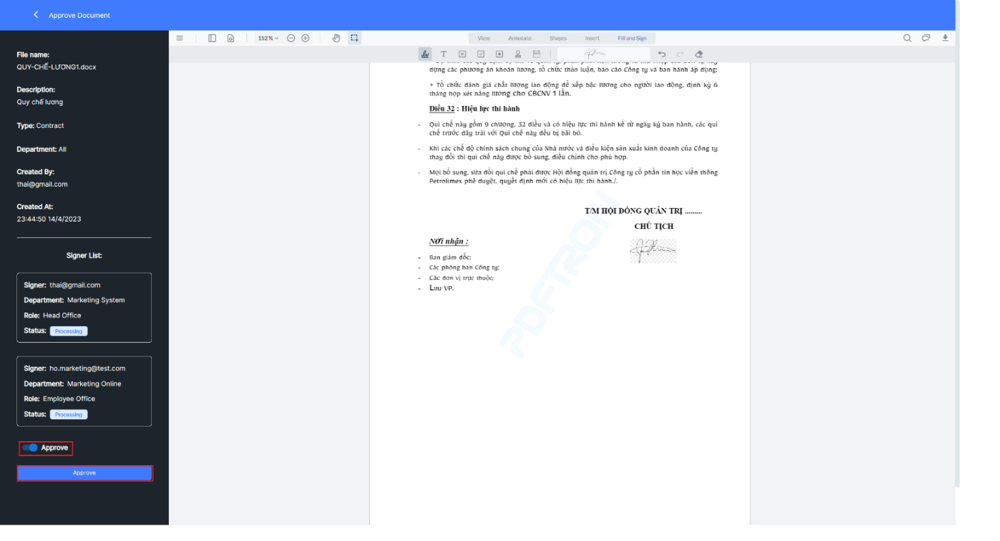 Approve Document
File name:
QUY-CHẾ-LƯƠNG1.docx
Description:
Quy chế lương
Type: Contract
Department: All
Created By:
thai@gmail.com
Created At:
23:44:50 14/4/2023
Signer List:
Signer: thai@gmail.com
Department: Marketing System
Role: Head Office
Status: Processing
Signer: ho.marketing@test.com
Department: Marketing Online
Role: Employee Office
Status: Processing
Approve
Approve
152%
View Annotate Shapes Insert Fill and Sign
dựng các phương án khoán lương, tổ chức thảo luận, báo cáo Công ty và ban hành áp dụng;
+ Tổ chức đánh giá chất lượng lao động để xếp bậc lương cho người lao động, định kỳ 6
tháng họp xét nâng lương cho CBCNV 1 lần.
Điều 32 : Hiệu lực thi hành
- Qui chế này gồm 9 chương, 32 điều và có hiệu lực thi hành kể từ ngày ký ban hành, các qui
chế trước đây trái với Qui chế này đều bị bãi bỏ.
- Khi các chế độ chính sách chung của Nhà nước và điều kiện sản xuất kinh doanh của Công ty
thay đổi thì qui chế này được bổ sung, điều chỉnh cho phù hợp.
- Mọi bổ sung, sửa đổi qui chế phải được Hội đồng quản trị Công ty cổ phần tin học viễn thông
Petrolimex phê duyệt, quyết định mới có hiệu lực thi hành./.
T/M HỘI ĐỒNG QUẢN TRỊ .........
CHỦ TỊCH
Nơi nhận :
- Ban giám đốc;
- Các phòng ban Công ty;
- Các đơn vị trực thuộc;
- Lưu VP.
PDFTRON